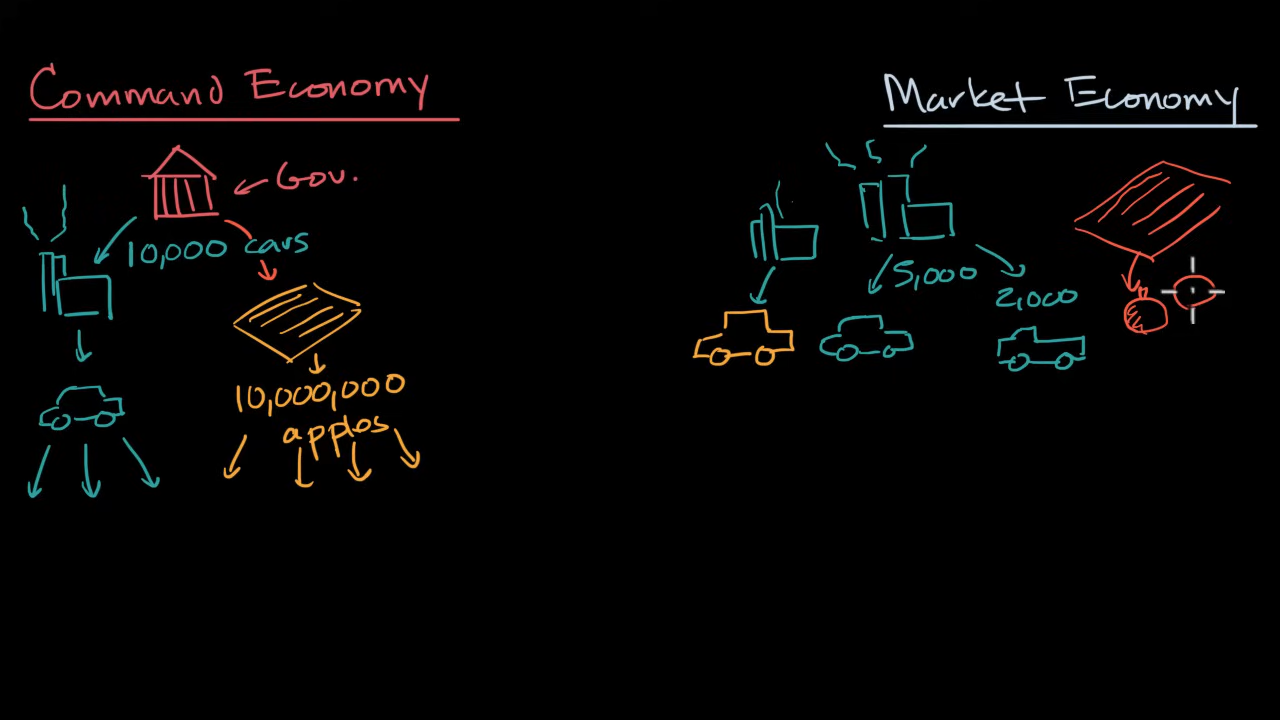 Command Economy
Gov.
10,000 cars
10,000,000
apples
Market Economy
5,000
2,000